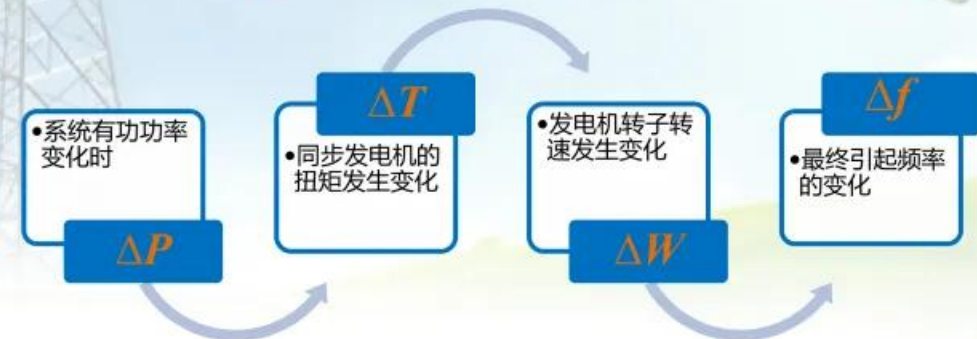 •系统有功功率
变化时
ΔP
ΔT
•同步发电机的
扭矩发生变化
•发电机转子转
速发生变化
ΔW
Δf
•最终引起频率
的变化